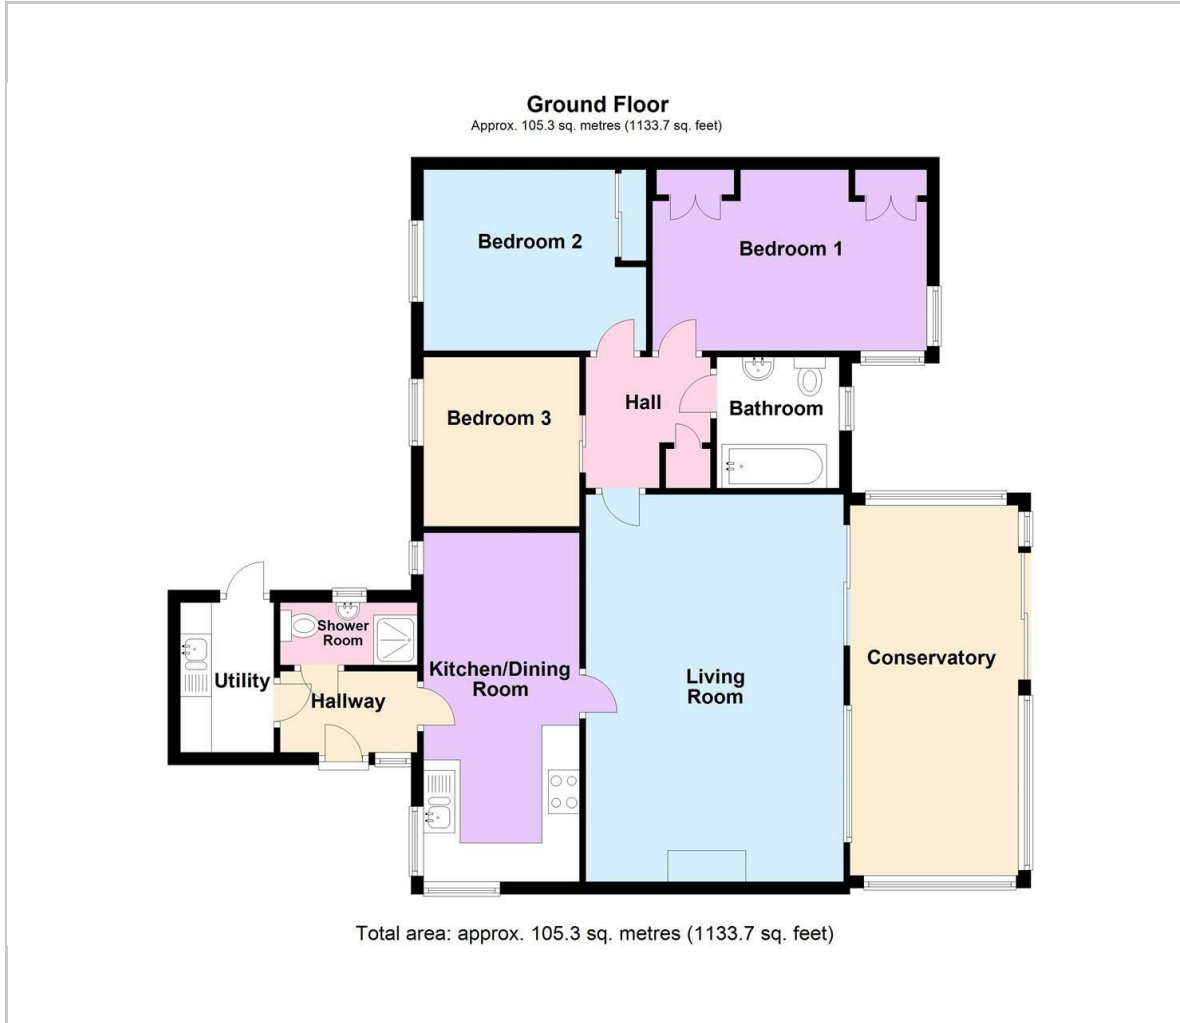 Ground Floor
Approx. 105.3 sq. metres (1133.7 sq. feet)
Bedroom 2
Bedroom 1
Bedroom 3
Hall
Bathroom
Shower
Room
Utility
Hallway
Kitchen/Dining
Room
Living
Room
Conservatory
Total area: approx. 105.3 sq. metres (1133.7 sq. feet)